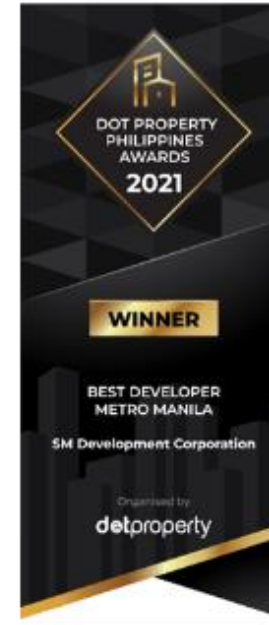 DOT PROPERTY
PHILIPPINES
AWARDS
2021
WINNER
BEST DEVELOPER
METRO MANILA
SM Development Corporation
Organised by
dotproperty